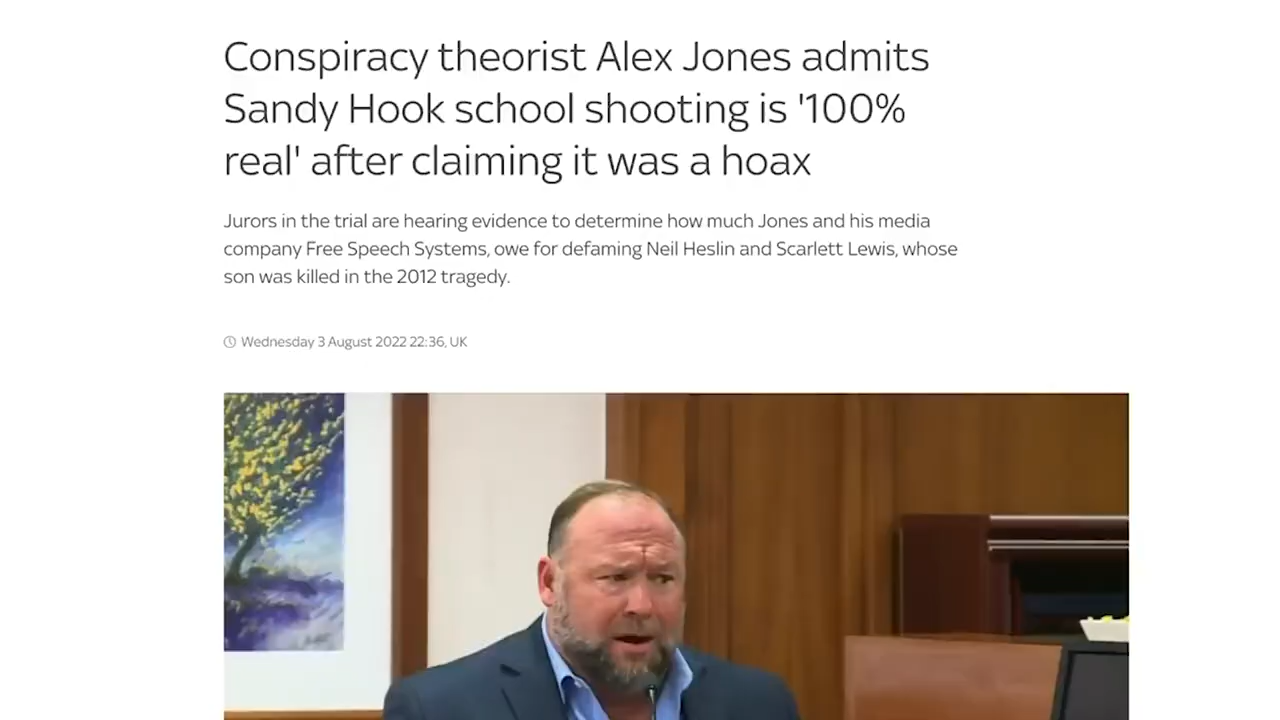 Conspiracy theorist Alex Jones admits
Sandy Hook school shooting is '100%
real' after claiming it was a hoax
Jurors in the trial are hearing evidence to determine how much Jones and his media
company Free Speech Systems, owe for defaming Neil Heslin and Scarlett Lewis, whose
son was killed in the 2012 tragedy.
Wednesday 3 August 2022 22:36, UK